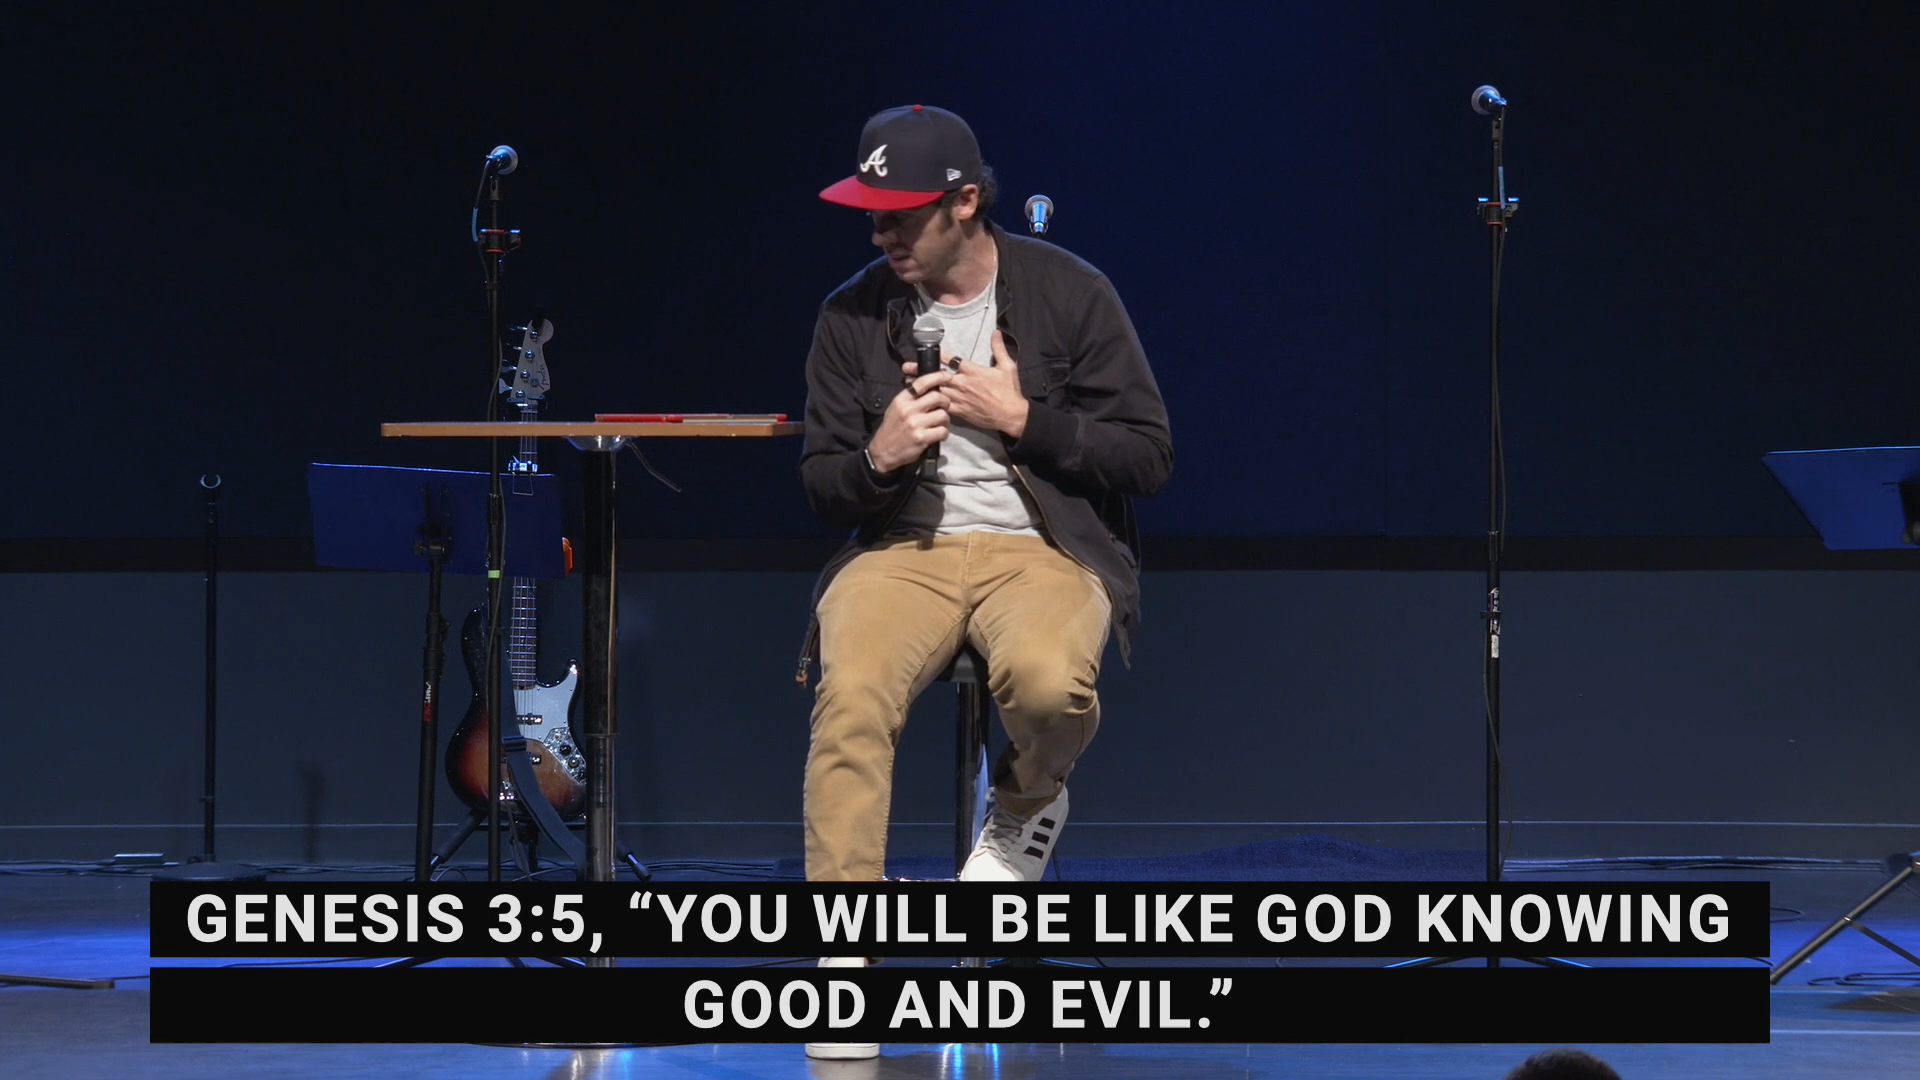 A
GENESIS 3:5, “YOU WILL BE LIKE GOD KNOWING
GOOD AND EVIL.”